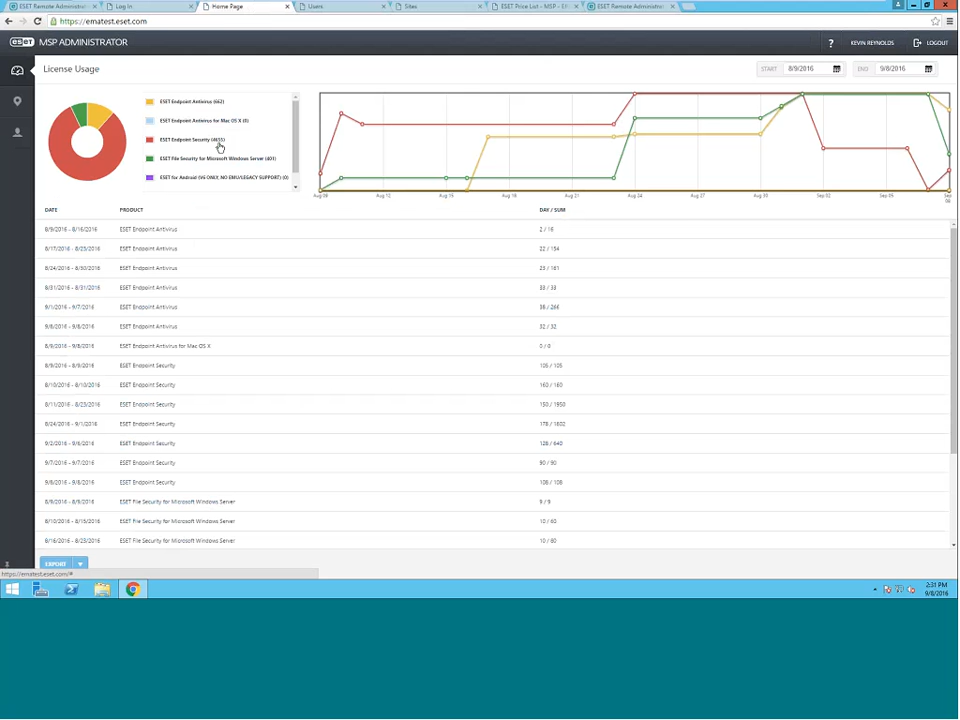 ESET Remote Administra
Log In
Home Page
Users
Sites
ESET Price List - MSP - Ef
ESET Remote Administra
https://ematest.eset.com
eset MSP ADMINISTRATOR
? KEVIN REYNOLDS LOGOUT
License Usage
START 8/9/2016 END 9/8/2016
ESET Endpoint Antivirus (662)
ESET Endpoint Antivirus for Mac OS X (0)
ESET Endpoint Security (4655)
ESET File Security for Microsoft Windows Server (401)
ESET for Android (V6 ONLY, NO EMU/LEGACY SUPPORT) (0)
Aug 09 Aug 12 Aug 15 Aug 18 Aug 21 Aug 24 Aug 27 Aug 30 Sep 02 Sep 05 Sep 08
DATE PRODUCT DAY / SUM
8/9/2016 - 8/16/2016 ESET Endpoint Antivirus 2 / 16
8/17/2016 - 8/23/2016 ESET Endpoint Antivirus 22 / 154
8/24/2016 - 8/30/2016 ESET Endpoint Antivirus 23 / 161
8/31/2016 - 8/31/2016 ESET Endpoint Antivirus 33 / 33
9/1/2016 - 9/7/2016 ESET Endpoint Antivirus 38 / 266
9/8/2016 - 9/8/2016 ESET Endpoint Antivirus 32 / 32
8/9/2016 - 9/8/2016 ESET Endpoint Antivirus for Mac OS X 0 / 0
8/9/2016 - 8/9/2016 ESET Endpoint Security 105 / 105
8/10/2016 - 8/10/2016 ESET Endpoint Security 160 / 160
8/11/2016 - 8/23/2016 ESET Endpoint Security 150 / 1950
8/24/2016 - 9/1/2016 ESET Endpoint Security 178 / 1602
9/2/2016 - 9/6/2016 ESET Endpoint Security 128 / 640
9/7/2016 - 9/7/2016 ESET Endpoint Security 90 / 90
9/8/2016 - 9/8/2016 ESET Endpoint Security 108 / 108
8/9/2016 - 8/9/2016 ESET File Security for Microsoft Windows Server 9 / 9
8/10/2016 - 8/15/2016 ESET File Security for Microsoft Windows Server 10 / 60
8/16/2016 - 8/23/2016 ESET File Security for Microsoft Windows Server 10 / 80
EXPORT
https://ematest.eset.com/#
2:31 PM
9/8/2016